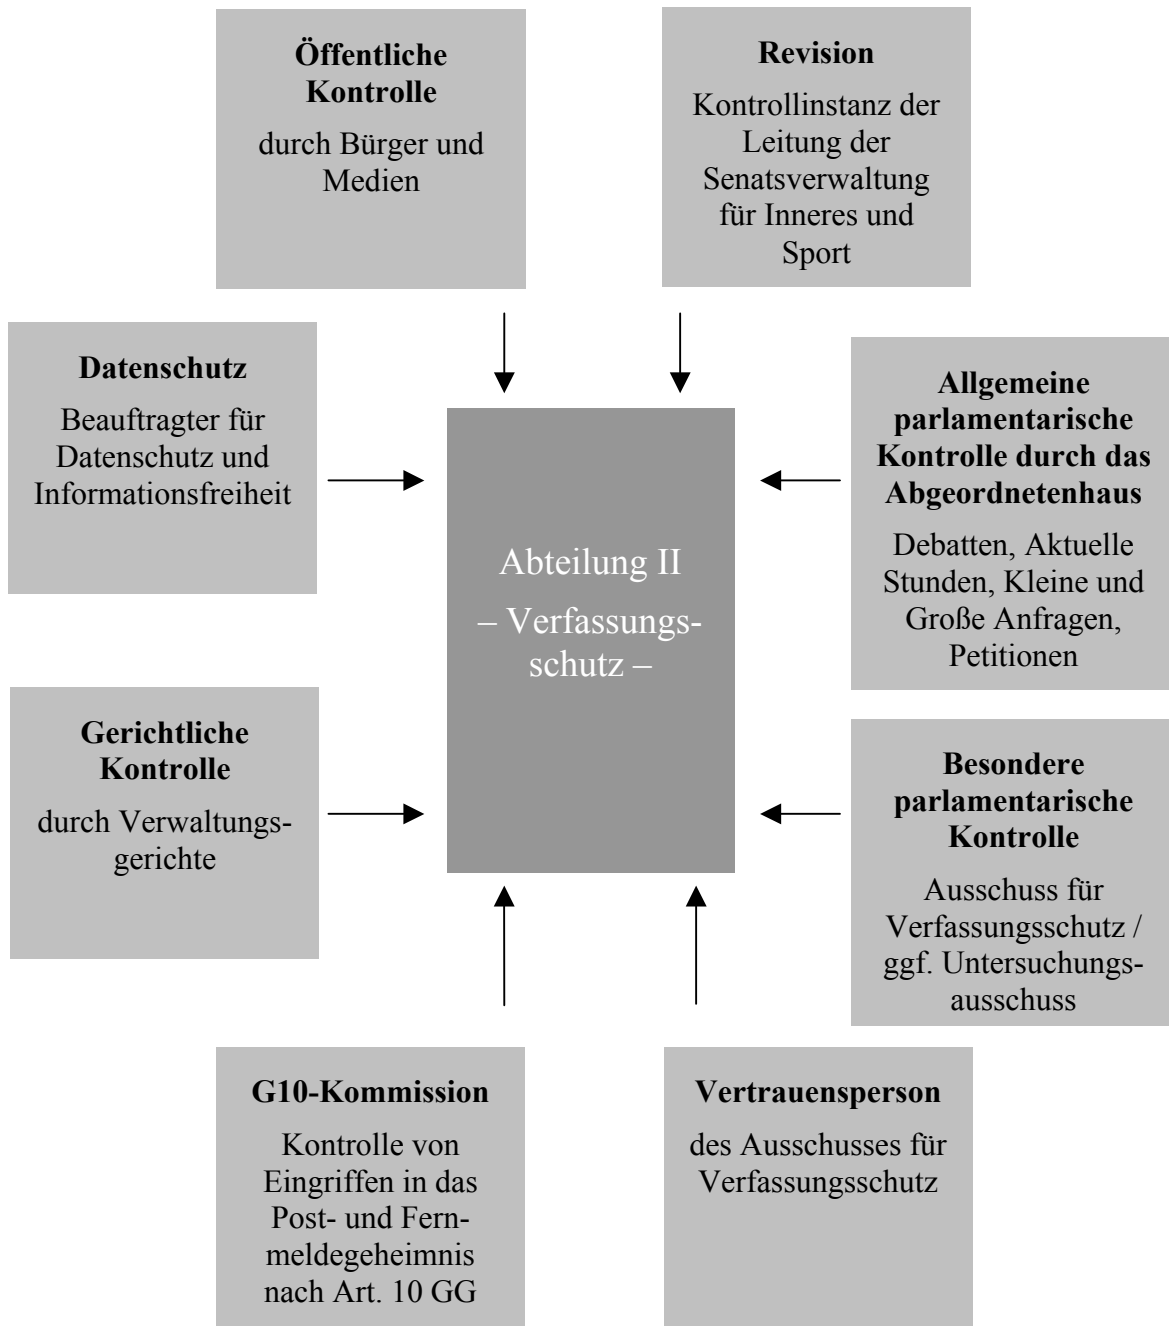 Öffentliche
Kontrolle
durch Bürger und
Medien
Revision
Kontrollinstanz der
Leitung der
Senatsverwaltung
für Inneres und
Sport
Datenschutz
Beauftragter für
Datenschutz und
Informationsfreiheit
Allgemeine
parlamentarische
Kontrolle durch das
Abgeordnetenhaus
Debatten, Aktuelle
Stunden, Kleine und
Große Anfragen,
Petitionen
Abteilung II
– Verfassungs-
schutz –
Gerichtliche
Kontrolle
durch Verwaltungs-
gerichte
Besondere
parlamentarische
Kontrolle
Ausschuss für
Verfassungsschutz /
ggf. Untersuchungs-
ausschuss
G10-Kommission
Kontrolle von
Eingriffen in das
Post- und Fern-
meldegeheimnis
nach Art. 10 GG
Vertrauensperson
des Ausschusses für
Verfassungsschutz